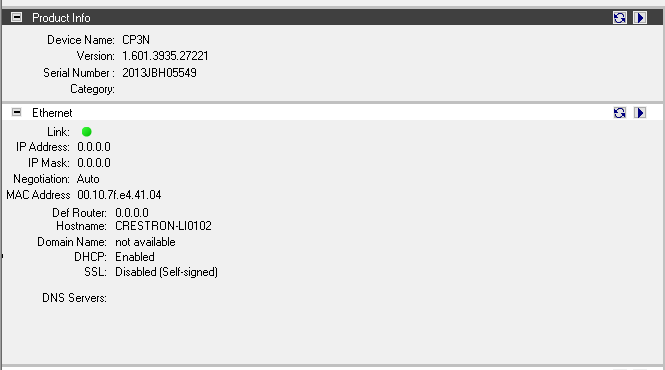 Product Info
Device Name: CP3N
Version: 1.601.3935.27221
Serial Number : 2013JBH05549
Category:
Ethernet
Link:
IP Address: 0.0.0.0
IP Mask: 0.0.0.0
Negotiation: Auto
MAC Address 00.10.7f.e4.41.04
Def Router: 0.0.0.0
Hostname: CRESTRON-LI0102
Domain Name: not available
DHCP: Enabled
SSL: Disabled (Self-signed)
DNS Servers: